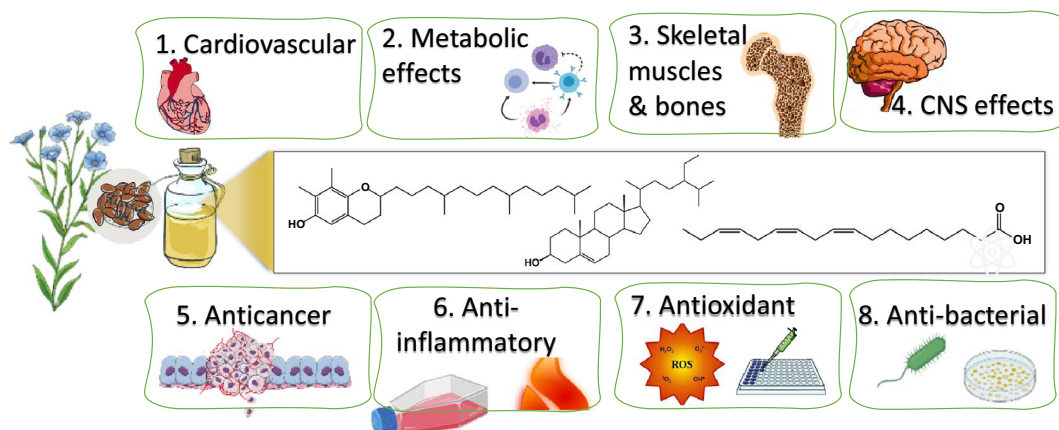 1. Cardiovascular
2. Metabolic
effects
3. Skeletal
muscles
& bones
4. CNS effects
O
HO
HO
O
OH
5. Anticancer
6. Anti-
inflammatory
7. Antioxidant
H₂O₂
ROS
8. Anti-bacterial